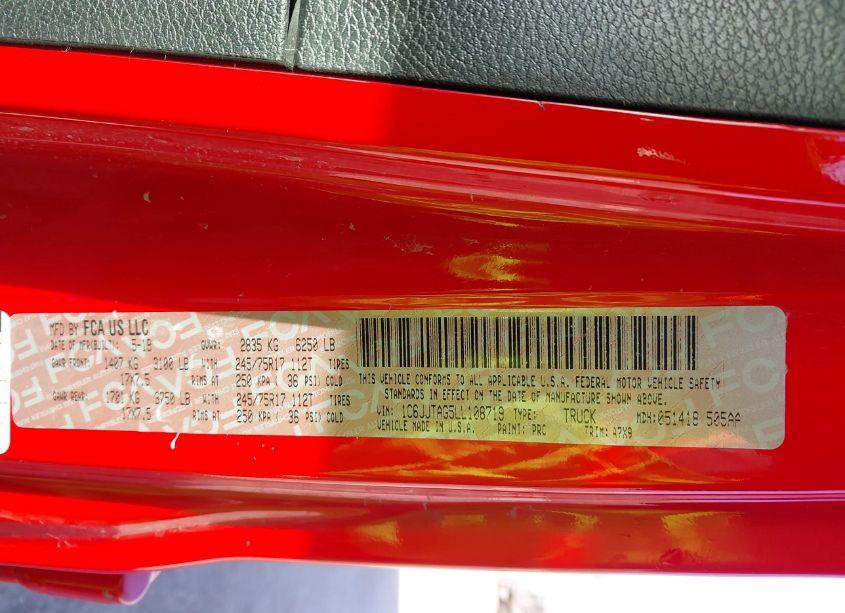 MFD BY FCA US LLC
DATE OF MFR(BUILT): 5-19 GVWR: 2835 KG 6250 LB
GAWR FRONT: 1407 KG 3100 LB WITH 245/75R17 112T TIRES
17X7.5 RIMS AT 250 KPA ( 36 PSI) COLD
GAWR REAR: 1701 KG 3750 LB WITH 245/75R17 112T TIRES
17X7.5 RIMS AT 250 KPA ( 36 PSI) COLD
THIS VEHICLE CONFORMS TO ALL APPLICABLE U.S.A. FEDERAL MOTOR VEHICLE SAFETY
STANDARDS IN EFFECT ON THE DATE OF MANUFACTURE SHOWN ABOVE.
VIN: 1C6JJTAG5LL108719 TYPE: TRUCK MDH: 051418 505AA
VEHICLE MADE IN U.S.A. PAINT: PRC TRIM: A7X9